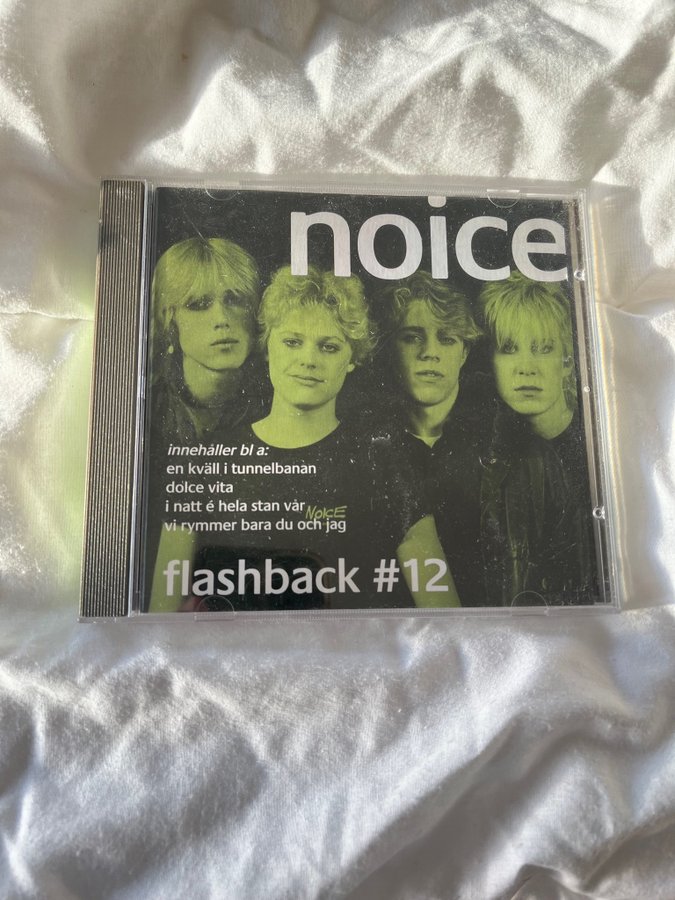 noice
innehåller bl a:
en kväll i tunnelbanan
dolce vita
i natt é hela stan vår
NOICE
vi rymmer bara du och jag
flashback #12